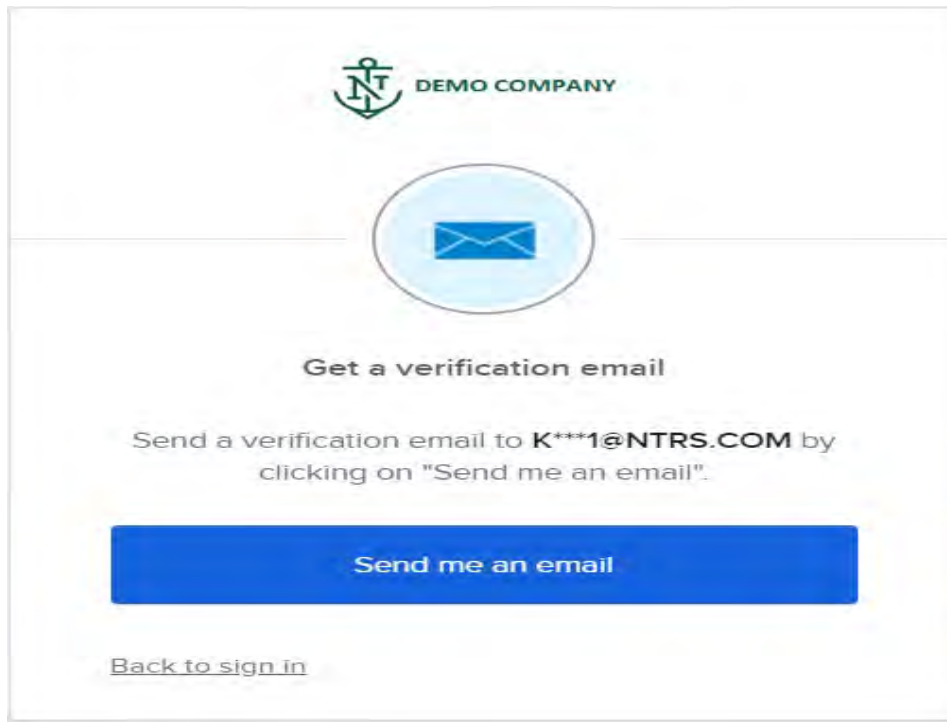 NT DEMO COMPANY
Get a verification email
Send a verification email to K***1@NTRS.COM by
clicking on "Send me an email".
Send me an email
Back to sign in